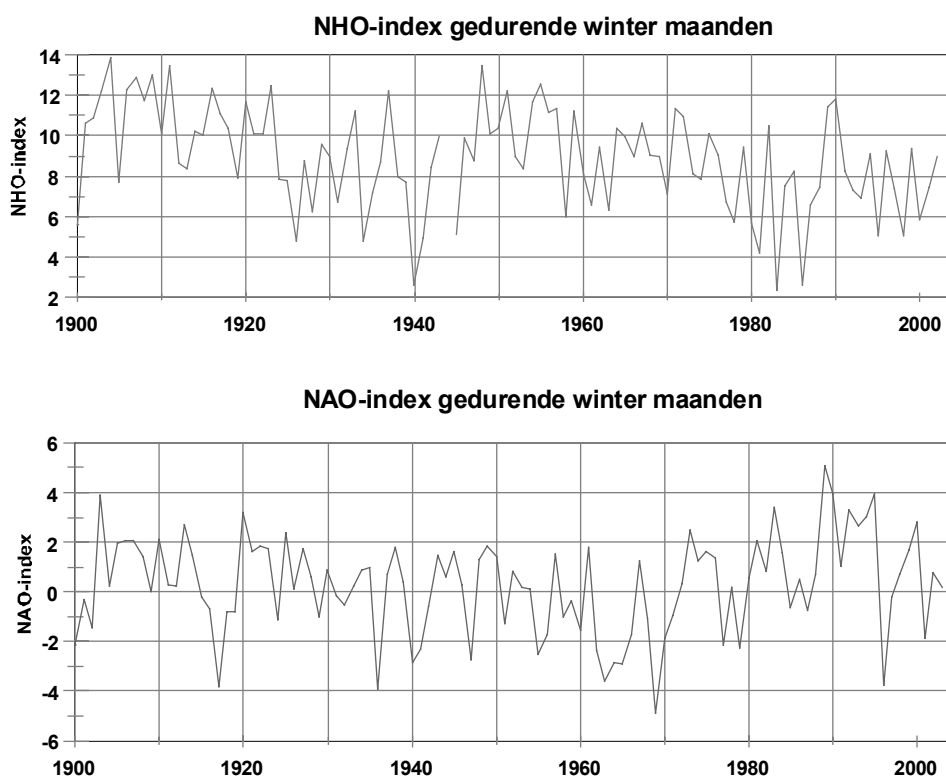 NHO-index gedurende winter maanden
14
12
10
8
6
4
2
NHO-index
1900 1920 1940 1960 1980 2000
NAO-index gedurende winter maanden
6
4
2
0
-2
-4
-6
NAO-index
1900 1920 1940 1960 1980 2000